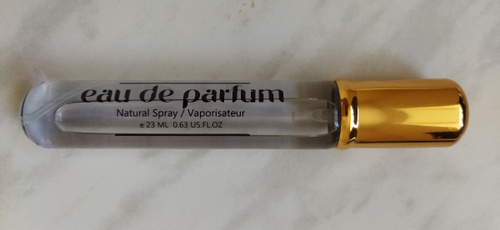 eau de parfum
Natural Spray / Vaporisateur
e 23 ML 0.63 US.FL.OZ